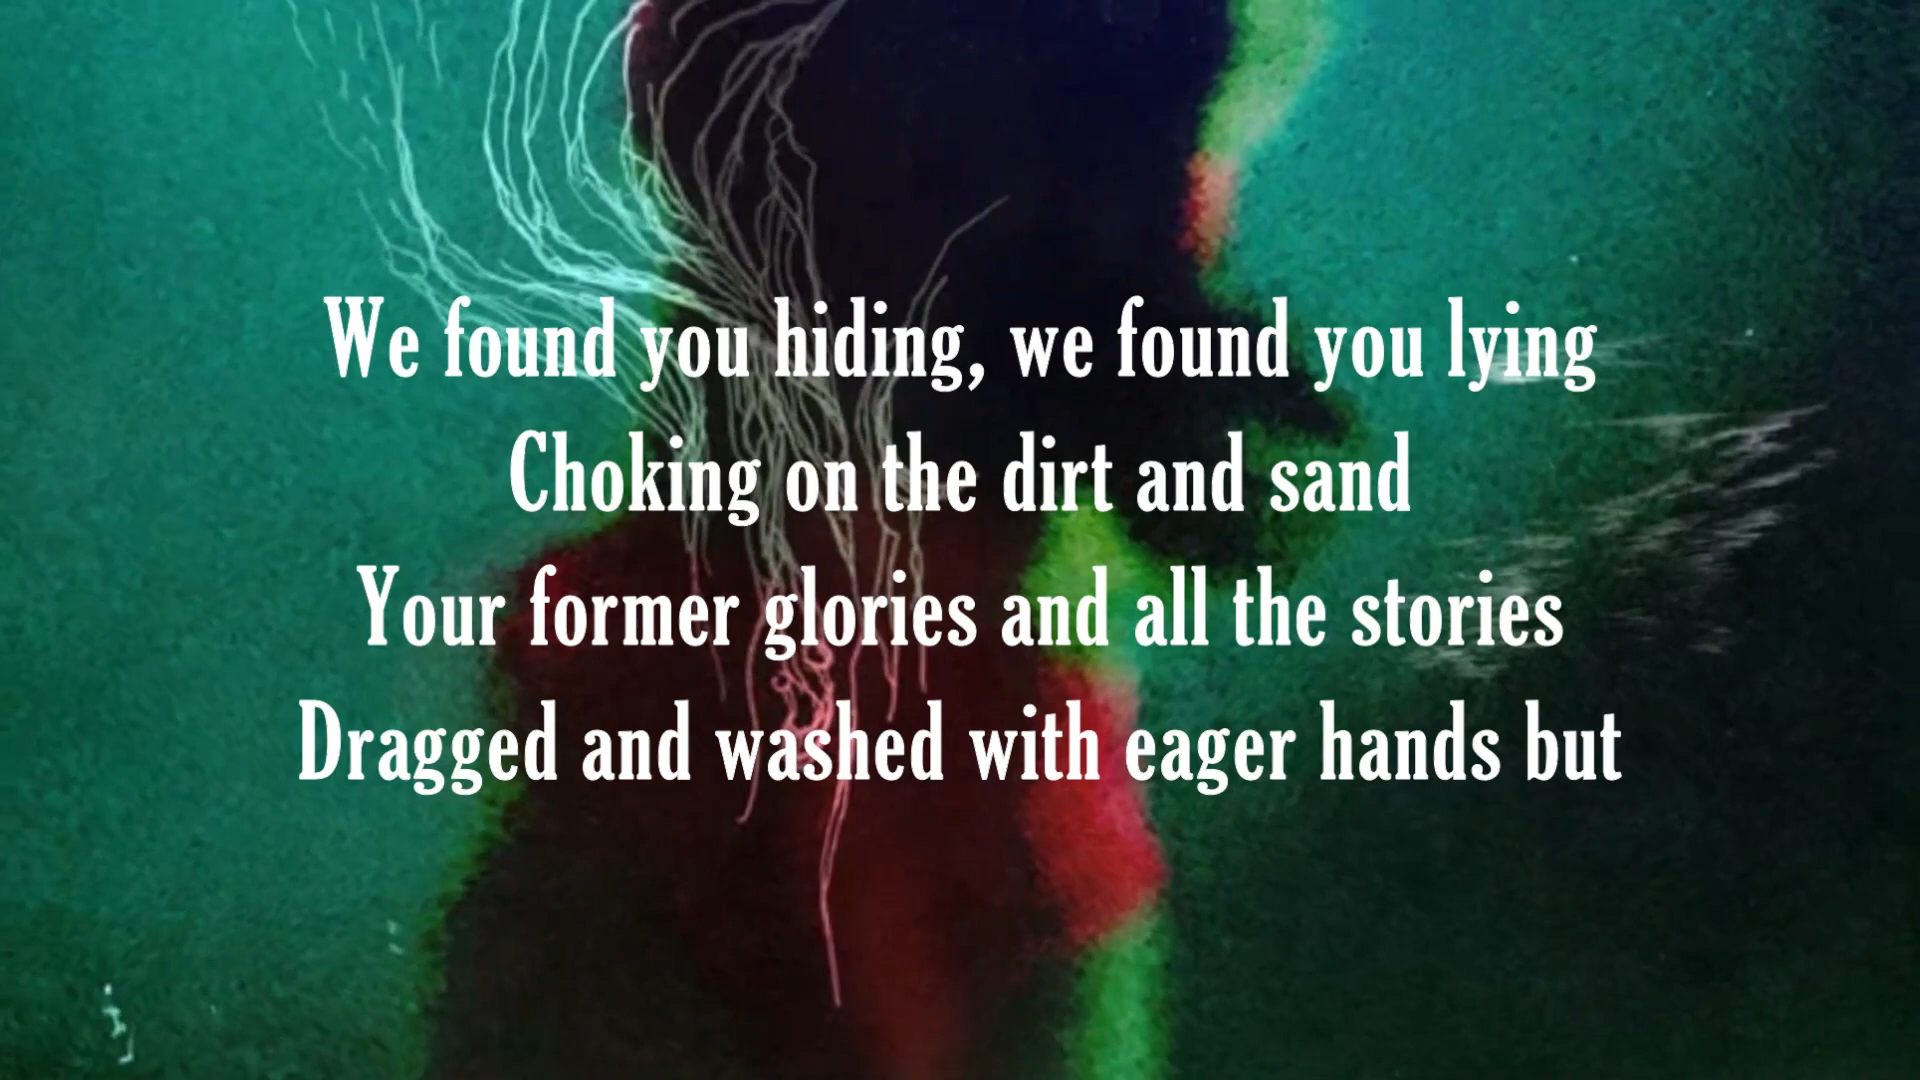 We found you hiding, we found you lying
Choking on the dirt and sand
Your former glories and all the stories
Dragged and washed with eager hands but